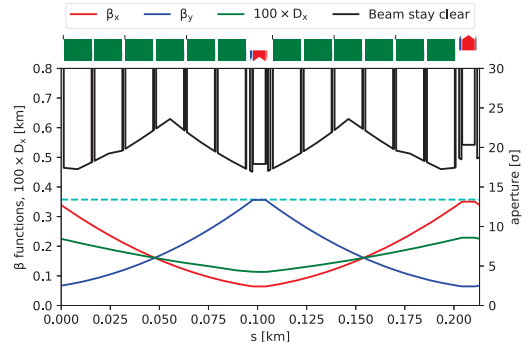 βx βy 100 × Dx Beam stay clear
0.8 0.7 0.6 0.5 0.4 0.3 0.2 0.1 0.0
β functions, 100 × Dx [km]
30 25 20 15 10 5 0
aperture [σ]
0.000 0.025 0.050 0.075 0.100 0.125 0.150 0.175 0.200
s [km]